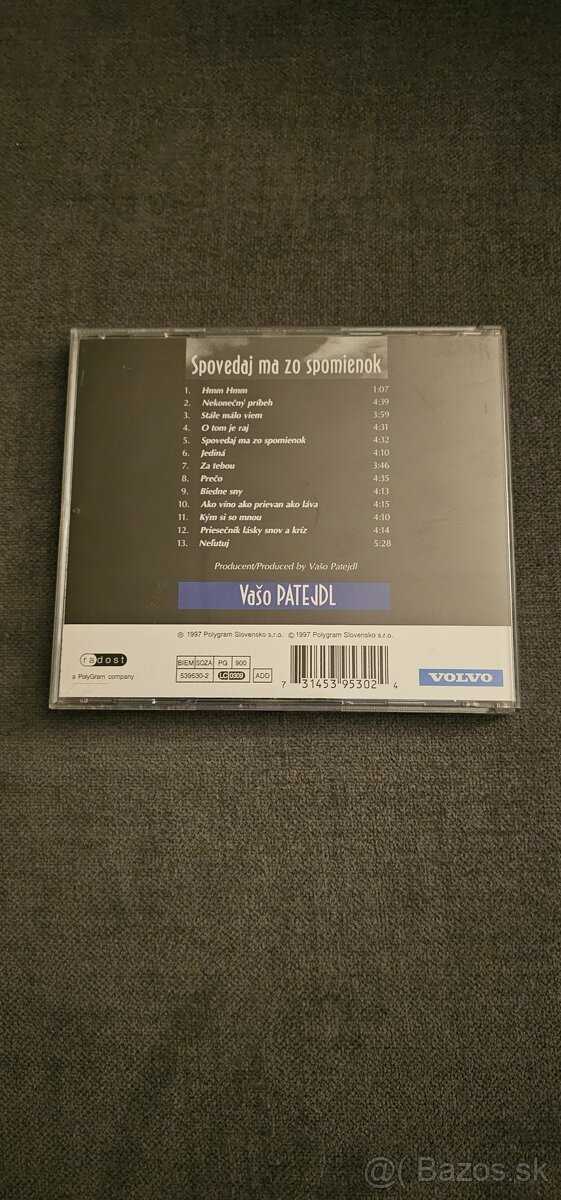 Spovedaj ma zo spomienok
1. Hmm Hmm 1:07
2. Nekonečný príbeh 4:39
3. Stále málo viem 3:59
4. O tom je raj 4:31
5. Spovedaj ma zo spomienok 4:32
6. Jediná 4:10
7. Za tebou 3:46
8. Prečo 4:35
9. Biedne sny 4:13
10. Ako víno ako prievan ako láva 4:15
11. Kým si so mnou 4:10
12. Priesečník lásky snov a kríz 4:14
13. Neľutuj 5:28
Producent/Produced by Vašo Patejdl
Vašo PATEJDL
℗ 1997 Polygram Slovensko s.r.o. © 1997 Polygram Slovensko s.r.o.
radost
a PolyGram company
BIEM SOZA PG 900
539530-2 LC 0309 ADD
7 31453 95302 4
VOLVO
@( Bazos.sk